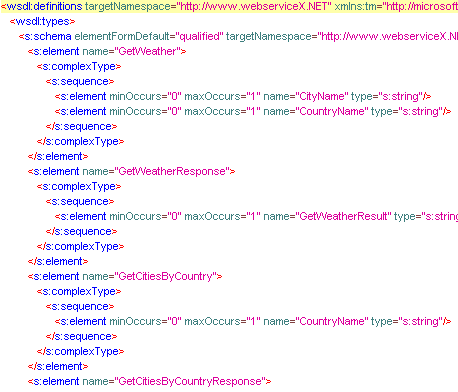 <wsdl:definitions targetNamespace="http://www.webserviceX.NET" xmlns:tm="http://microsoft
<wsdl:types>
<s:schema elementFormDefault="qualified" targetNamespace="http://www.webserviceX.NE
<s:element name="GetWeather">
<s:complexType>
<s:sequence>
<s:element minOccurs="0" maxOccurs="1" name="CityName" type="s:string"/>
<s:element minOccurs="0" maxOccurs="1" name="CountryName" type="s:string"/>
</s:sequence>
</s:complexType>
</s:element>
<s:element name="GetWeatherResponse">
<s:complexType>
<s:sequence>
<s:element minOccurs="0" maxOccurs="1" name="GetWeatherResult" type="s:string
</s:sequence>
</s:complexType>
</s:element>
<s:element name="GetCitiesByCountry">
<s:complexType>
<s:sequence>
<s:element minOccurs="0" maxOccurs="1" name="CountryName" type="s:string"/>
</s:sequence>
</s:complexType>
</s:element>
<s:element name="GetCitiesByCountryResponse">